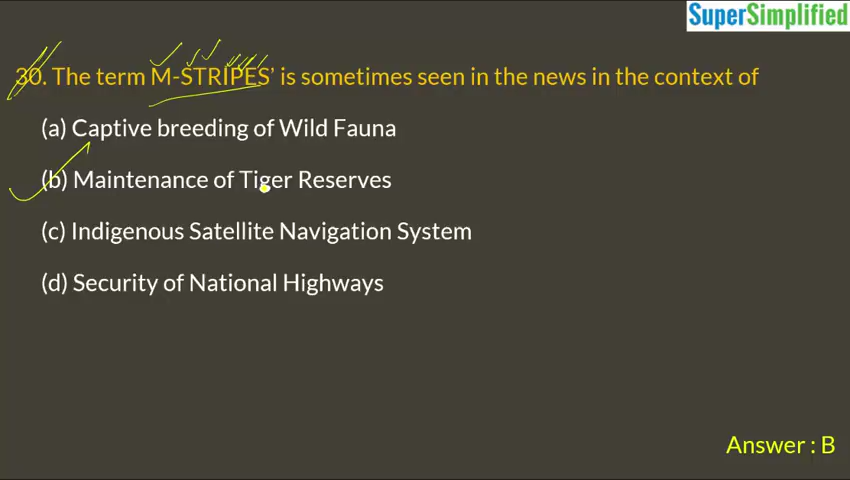 SuperSimplified
30. The term M-STRIPES’ is sometimes seen in the news in the context of
(a) Captive breeding of Wild Fauna
(b) Maintenance of Tiger Reserves
(c) Indigenous Satellite Navigation System
(d) Security of National Highways
Answer : B